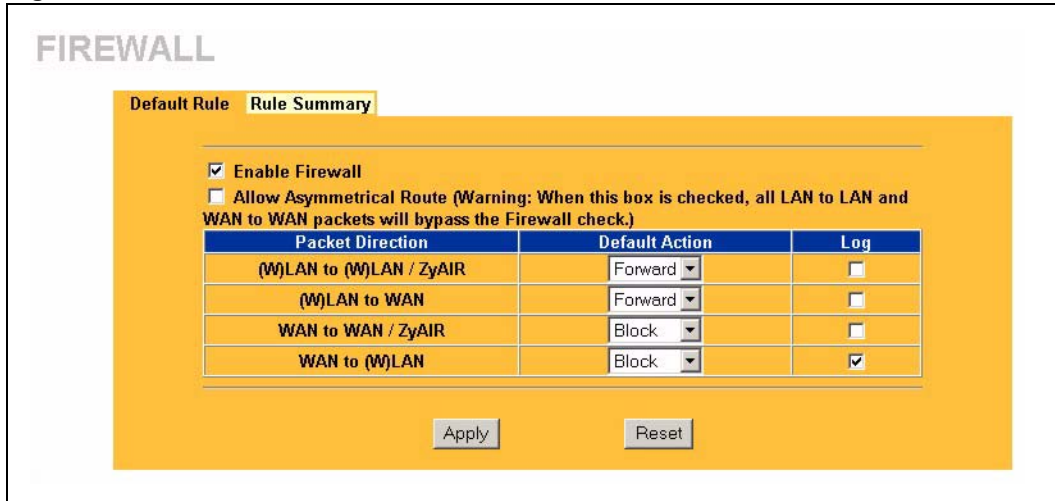 FIREWALL
Default Rule Rule Summary
Enable Firewall
Allow Asymmetrical Route (Warning: When this box is checked, all LAN to LAN and
WAN to WAN packets will bypass the Firewall check.)
Packet Direction Default Action Log
(W)LAN to (W)LAN / ZyAIR Forward
(W)LAN to WAN Forward
WAN to WAN / ZyAIR Block
WAN to (W)LAN Block
Apply Reset